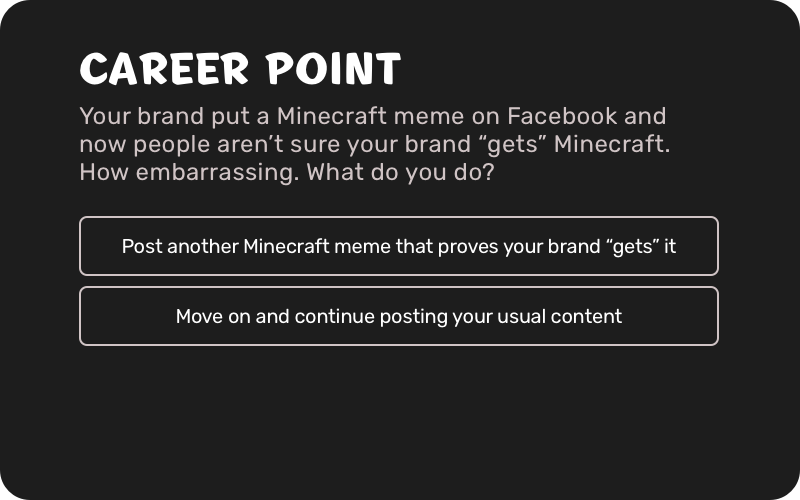 CAREER POINT
Your brand put a Minecraft meme on Facebook and
now people aren’t sure your brand “gets” Minecraft.
How embarrassing. What do you do?
Post another Minecraft meme that proves your brand “gets” it
Move on and continue posting your usual content